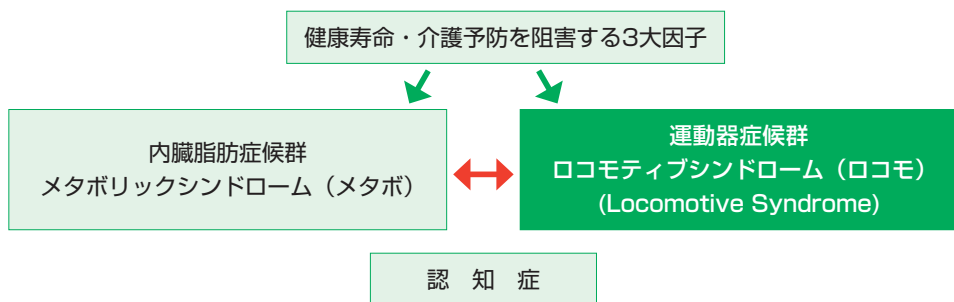 健康寿命・介護予防を阻害する3大因子
内臓脂肪症候群
メタボリックシンドローム（メタボ）
運動器症候群
ロコモティブシンドローム（ロコモ）
(Locomotive Syndrome)
認　知　症